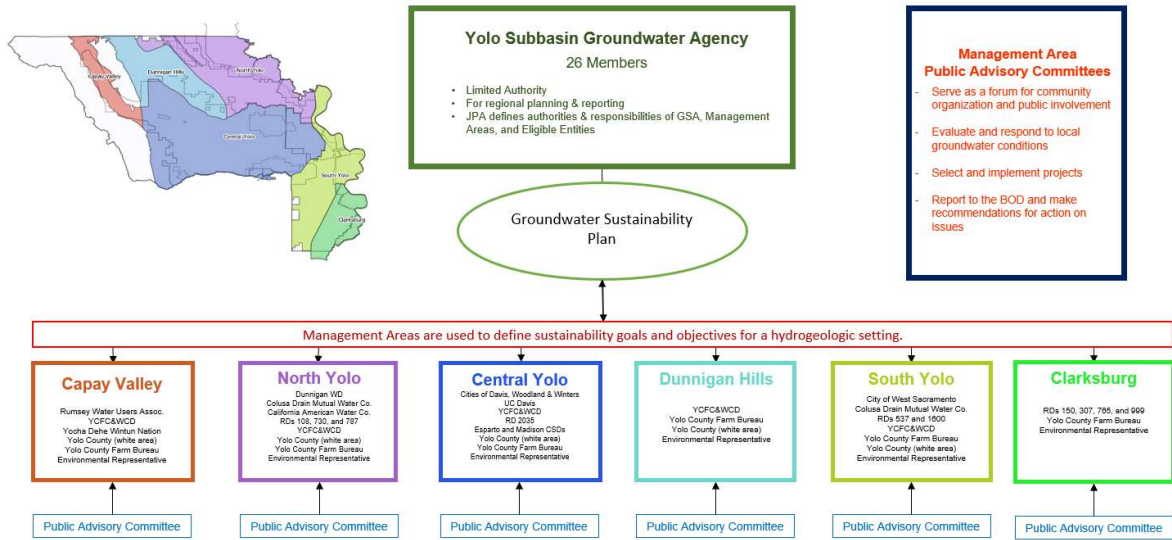 Capay Valley
Dunnigan Hills
North Yolo
Central Yolo
South Yolo
Clarksburg
Yolo Subbasin Groundwater Agency
26 Members
• Limited Authority
• For regional planning & reporting
• JPA defines authorities & responsibilities of GSA, Management
Areas, and Eligible Entities
Management Area
Public Advisory Committees
- Serve as a forum for community
organization and public involvement
- Evaluate and respond to local
groundwater conditions
- Select and implement projects
- Report to the BOD and make
recommendations for action on
issues
Groundwater Sustainability
Plan
Management Areas are used to define sustainability goals and objectives for a hydrogeologic setting.
Capay Valley
Rumsey Water Users Assoc.
YCFC&WCD
Yooha Dehe Wintun Nation
Yolo County (white area)
Yolo County Farm Bureau
Environmental Representative
North Yolo
Dunnigan WD
Colusa Drain Mutual Water Co.
California American Water Co.
RDs 108, 730, and 787
YCFC&WCD
Yolo County (white area)
Yolo County Farm Bureau
Environmental Representative
Central Yolo
Cities of Davis, Woodland & Winters
UC Davis
YCFC&WCD
RD 2035
Esparto and Madison CSDs
Yolo County (white area)
Yolo County Farm Bureau
Environmental Representative
Dunnigan Hills
YCFC&WCD
Yolo County Farm Bureau
Yolo County (white area)
Environmental Representative
South Yolo
City of West Sacramento
Colusa Drain Mutual Water Co.
RDs 537 and 1600
YCFC&WCD
Yolo County Farm Bureau
Yolo County (white area)
Environmental Representative
Clarksburg
RDs 150, 307, 765, and 999
Yolo County Farm Bureau
Environmental Representative
Public Advisory Committee
Public Advisory Committee
Public Advisory Committee
Public Advisory Committee
Public Advisory Committee
Public Advisory Committee